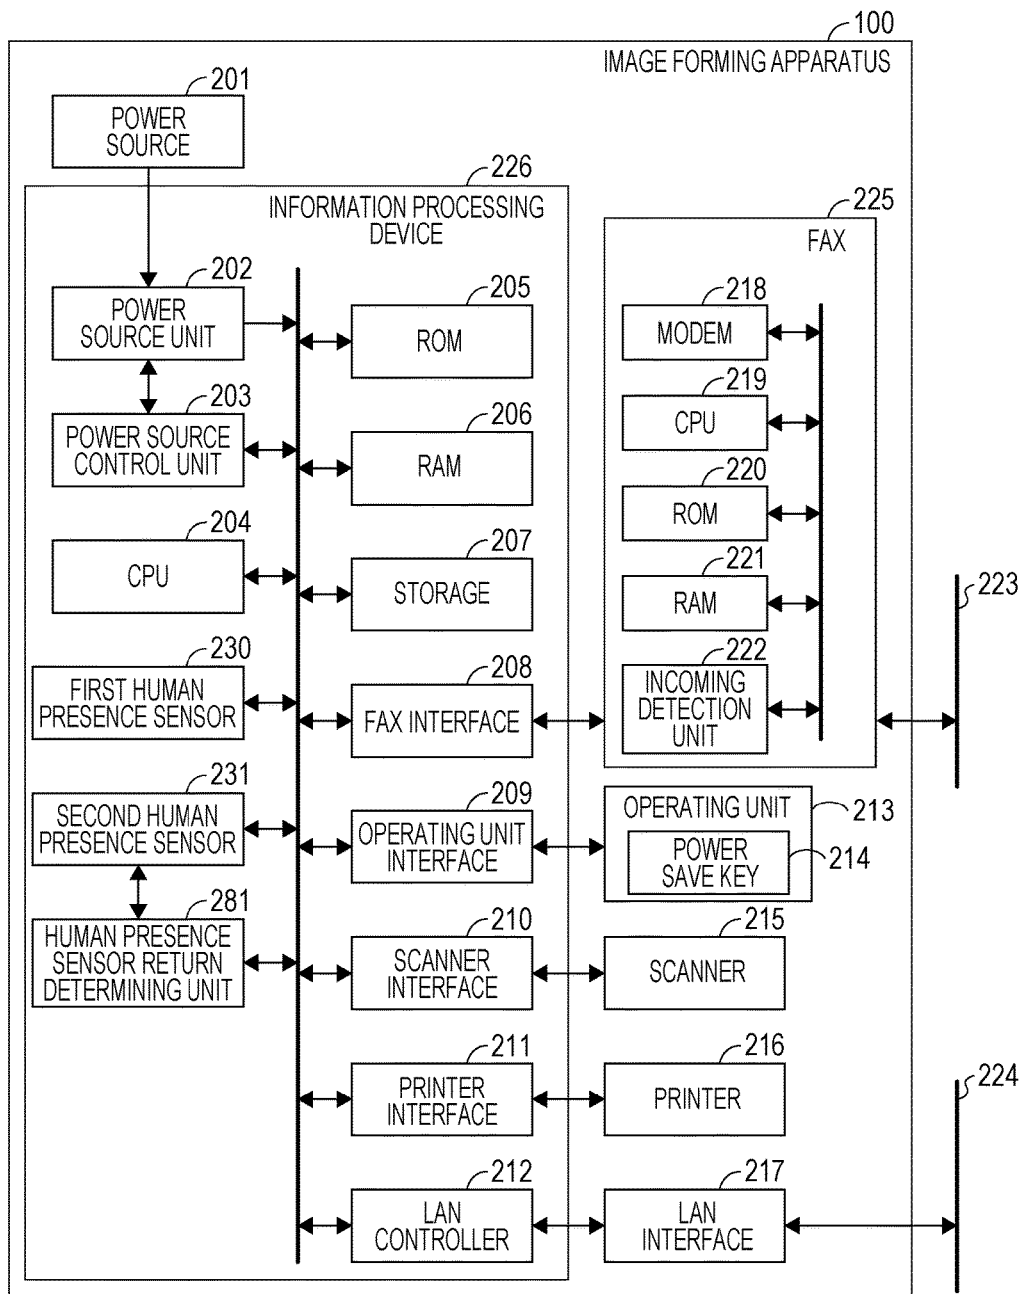 100
IMAGE FORMING APPARATUS
201
POWER
SOURCE
226
INFORMATION PROCESSING
DEVICE
225
FAX
202
POWER
SOURCE UNIT
203
POWER SOURCE
CONTROL UNIT
204
CPU
230
FIRST HUMAN
PRESENCE SENSOR
231
SECOND HUMAN
PRESENCE SENSOR
281
HUMAN PRESENCE
SENSOR RETURN
DETERMINING UNIT
205
ROM
206
RAM
207
STORAGE
208
FAX INTERFACE
209
OPERATING UNIT
INTERFACE
210
SCANNER
INTERFACE
211
PRINTER
INTERFACE
212
LAN
CONTROLLER
218
MODEM
219
CPU
220
ROM
221
RAM
222
INCOMING
DETECTION
UNIT
OPERATING UNIT
213
POWER
SAVE KEY
214
215
SCANNER
216
PRINTER
217
LAN
INTERFACE
223
224